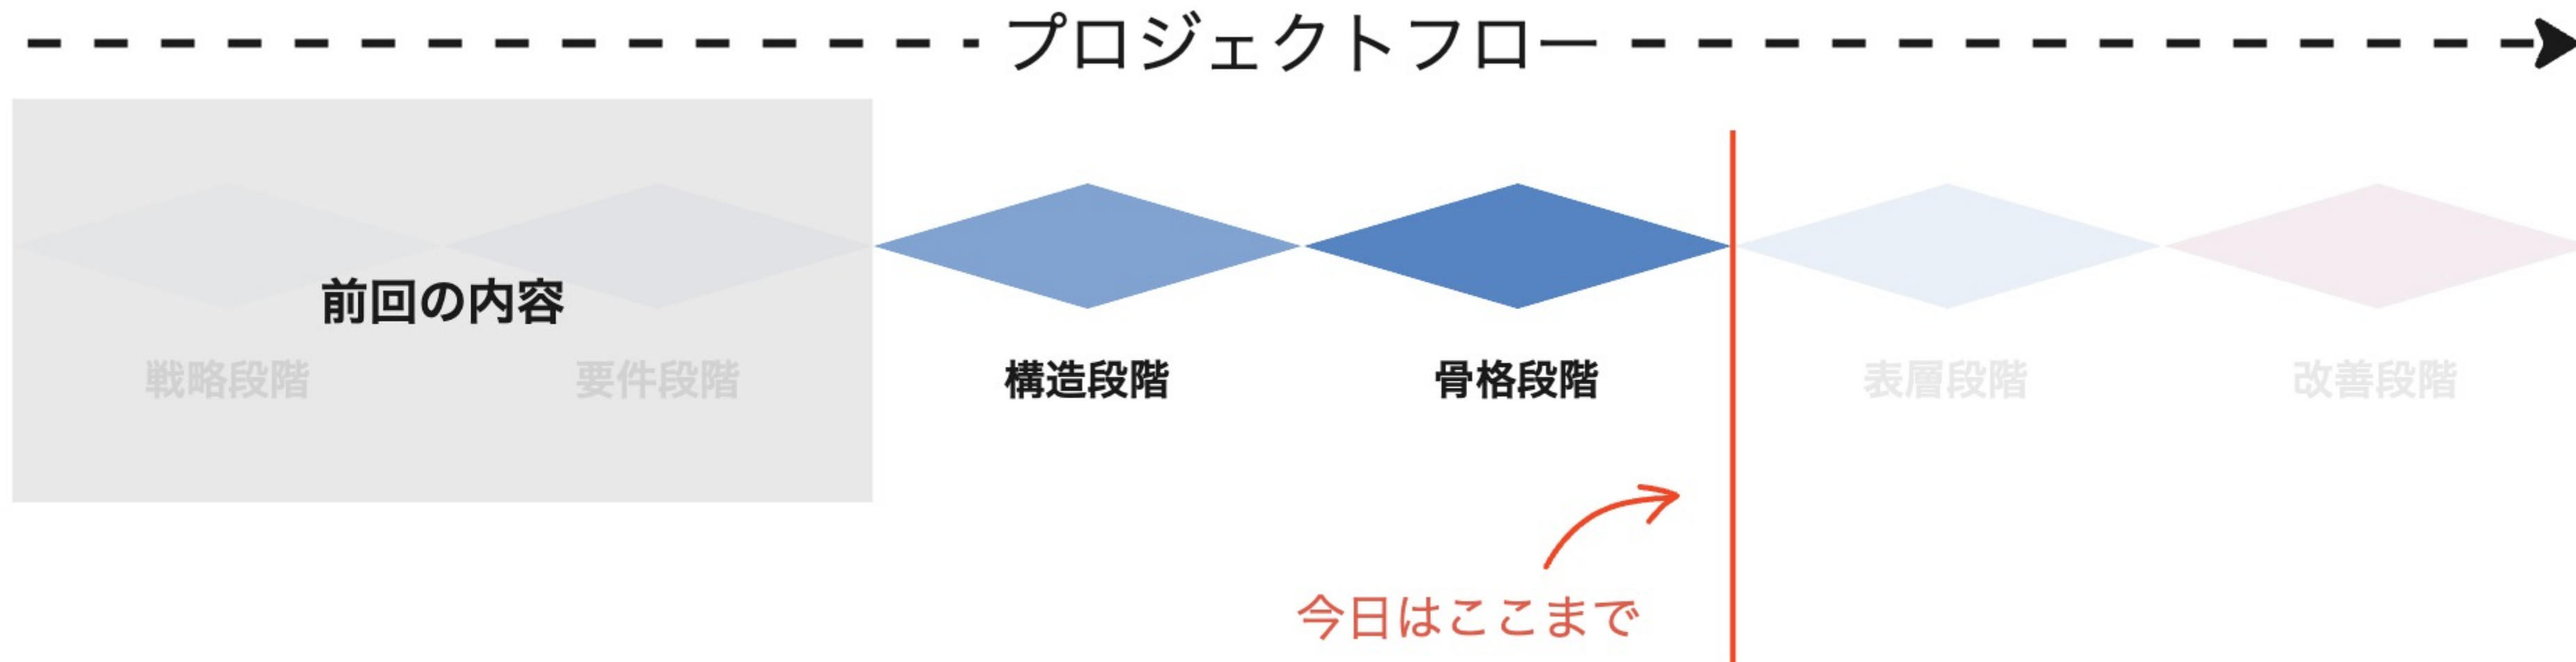 プロジェクトフロー
前回の内容
戦略段階
要件段階
構造段階
骨格段階
表層段階
改善段階
今日はここまで